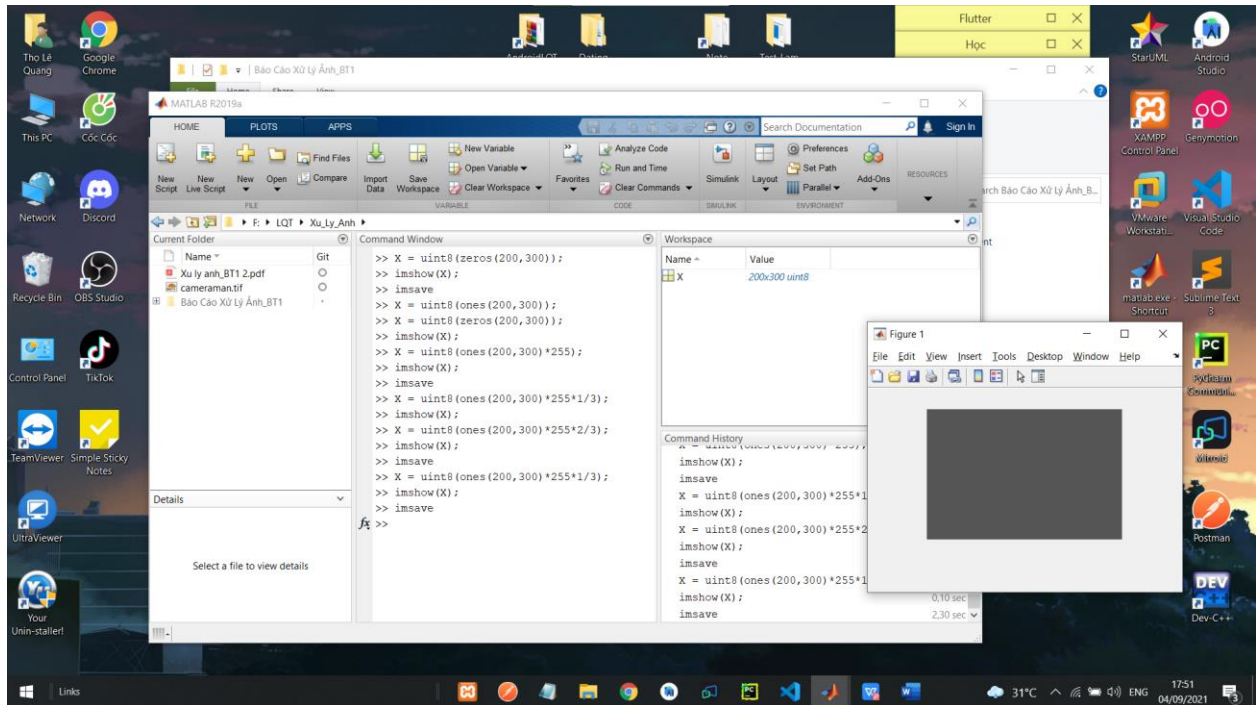 Tho Lê
Quang
Google
Chrome
This PC
Cốc Cốc
Network
Discord
Recycle Bin
OBS Studio
Control Panel
TikTok
TeamViewer
Simple Sticky
Notes
UltraViewer
Your
Unin-staller!
Flutter
Học
StarUML
Android
Studio
XAMPP
Control Panel
Genymotion
VMware
Workstati...
Visual Studio
Code
matlab.exe -
Shortcut
Sublime Text
3
PyCharm
Communi...
Postman
DEV
Dev-C++
Báo Cáo Xử Lý Ảnh_BT1
MATLAB R2019a
HOME
PLOTS
APPS
Search Documentation
Sign In
New
Script
New
Live Script
New
Open
Find Files
Compare
Import
Data
Save
Workspace
New Variable
Open Variable
Clear Workspace
Favorites
Analyze Code
Run and Time
Clear Commands
Simulink
Layout
Preferences
Set Path
Parallel
Add-Ons
RESOURCES
FILE
VARIABLE
CODE
SIMULINK
ENVIRONMENT
F: LQT Xu_Ly_Anh
Current Folder
Name
Git
Xu ly anh_BT1 2.pdf
cameraman.tif
Báo Cáo Xử Lý Ảnh_BT1
Details
Select a file to view details
Command Window
>> X = uint8(zeros(200,300));
>> imshow(X);
>> imsave
>> X = uint8(ones(200,300));
>> X = uint8(zeros(200,300));
>> imshow(X);
>> X = uint8(ones(200,300)*255);
>> imshow(X);
>> imsave
>> X = uint8(ones(200,300)*255*1/3);
>> imshow(X);
>> X = uint8(ones(200,300)*255*2/3);
>> imshow(X);
>> imsave
>> X = uint8(ones(200,300)*255*1/3);
>> imshow(X);
>> imsave
fx >>
Workspace
Name
Value
X
200x300 uint8
Command History
imshow(X);
imsave
X = uint8(ones(200,300)*255*1
imshow(X);
X = uint8(ones(200,300)*255*2
imshow(X);
imsave
X = uint8(ones(200,300)*255*1
imshow(X);
0,10 sec
imsave
2,30 sec
Figure 1
File Edit View Insert Tools Desktop Window Help
rch Báo Cáo Xử Lý Ảnh_B...
Links
31°C
ENG
17:51
04/09/2021